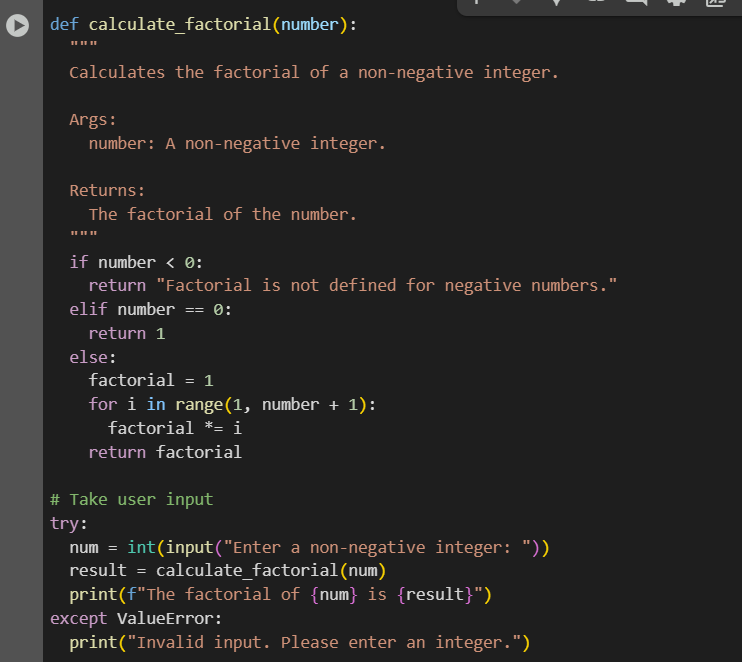 def calculate_factorial(number):
  """
  Calculates the factorial of a non-negative integer.

  Args:
    number: A non-negative integer.

  Returns:
    The factorial of the number.
  """
  if number < 0:
    return "Factorial is not defined for negative numbers."
  elif number == 0:
    return 1
  else:
    factorial = 1
    for i in range(1, number + 1):
      factorial *= i
    return factorial

# Take user input
try:
  num = int(input("Enter a non-negative integer: "))
  result = calculate_factorial(num)
  print(f"The factorial of {num} is {result}")
except ValueError:
  print("Invalid input. Please enter an integer.")